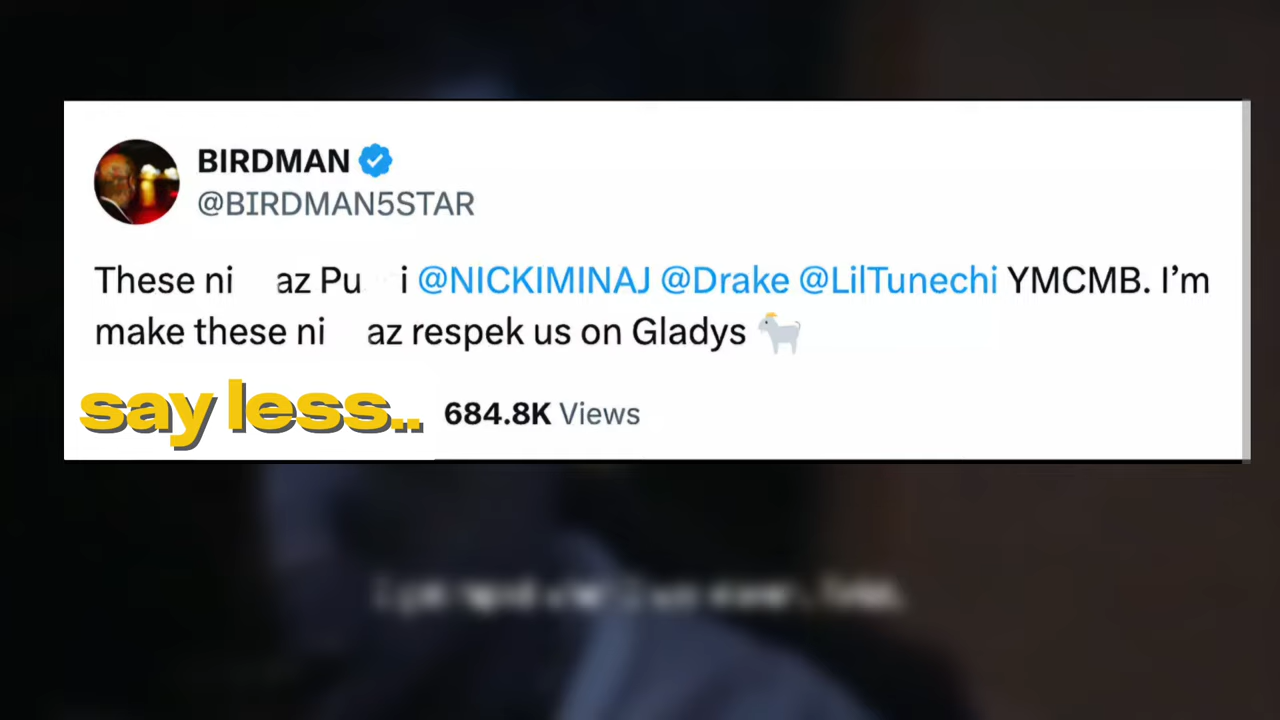 BIRDMAN
@BIRDMAN5STAR
These ni az Pu i @NICKIMINAJ @Drake @LilTunechi YMCMB. I’m
make these ni az respek us on Gladys 🐐
say less.. 684.8K Views